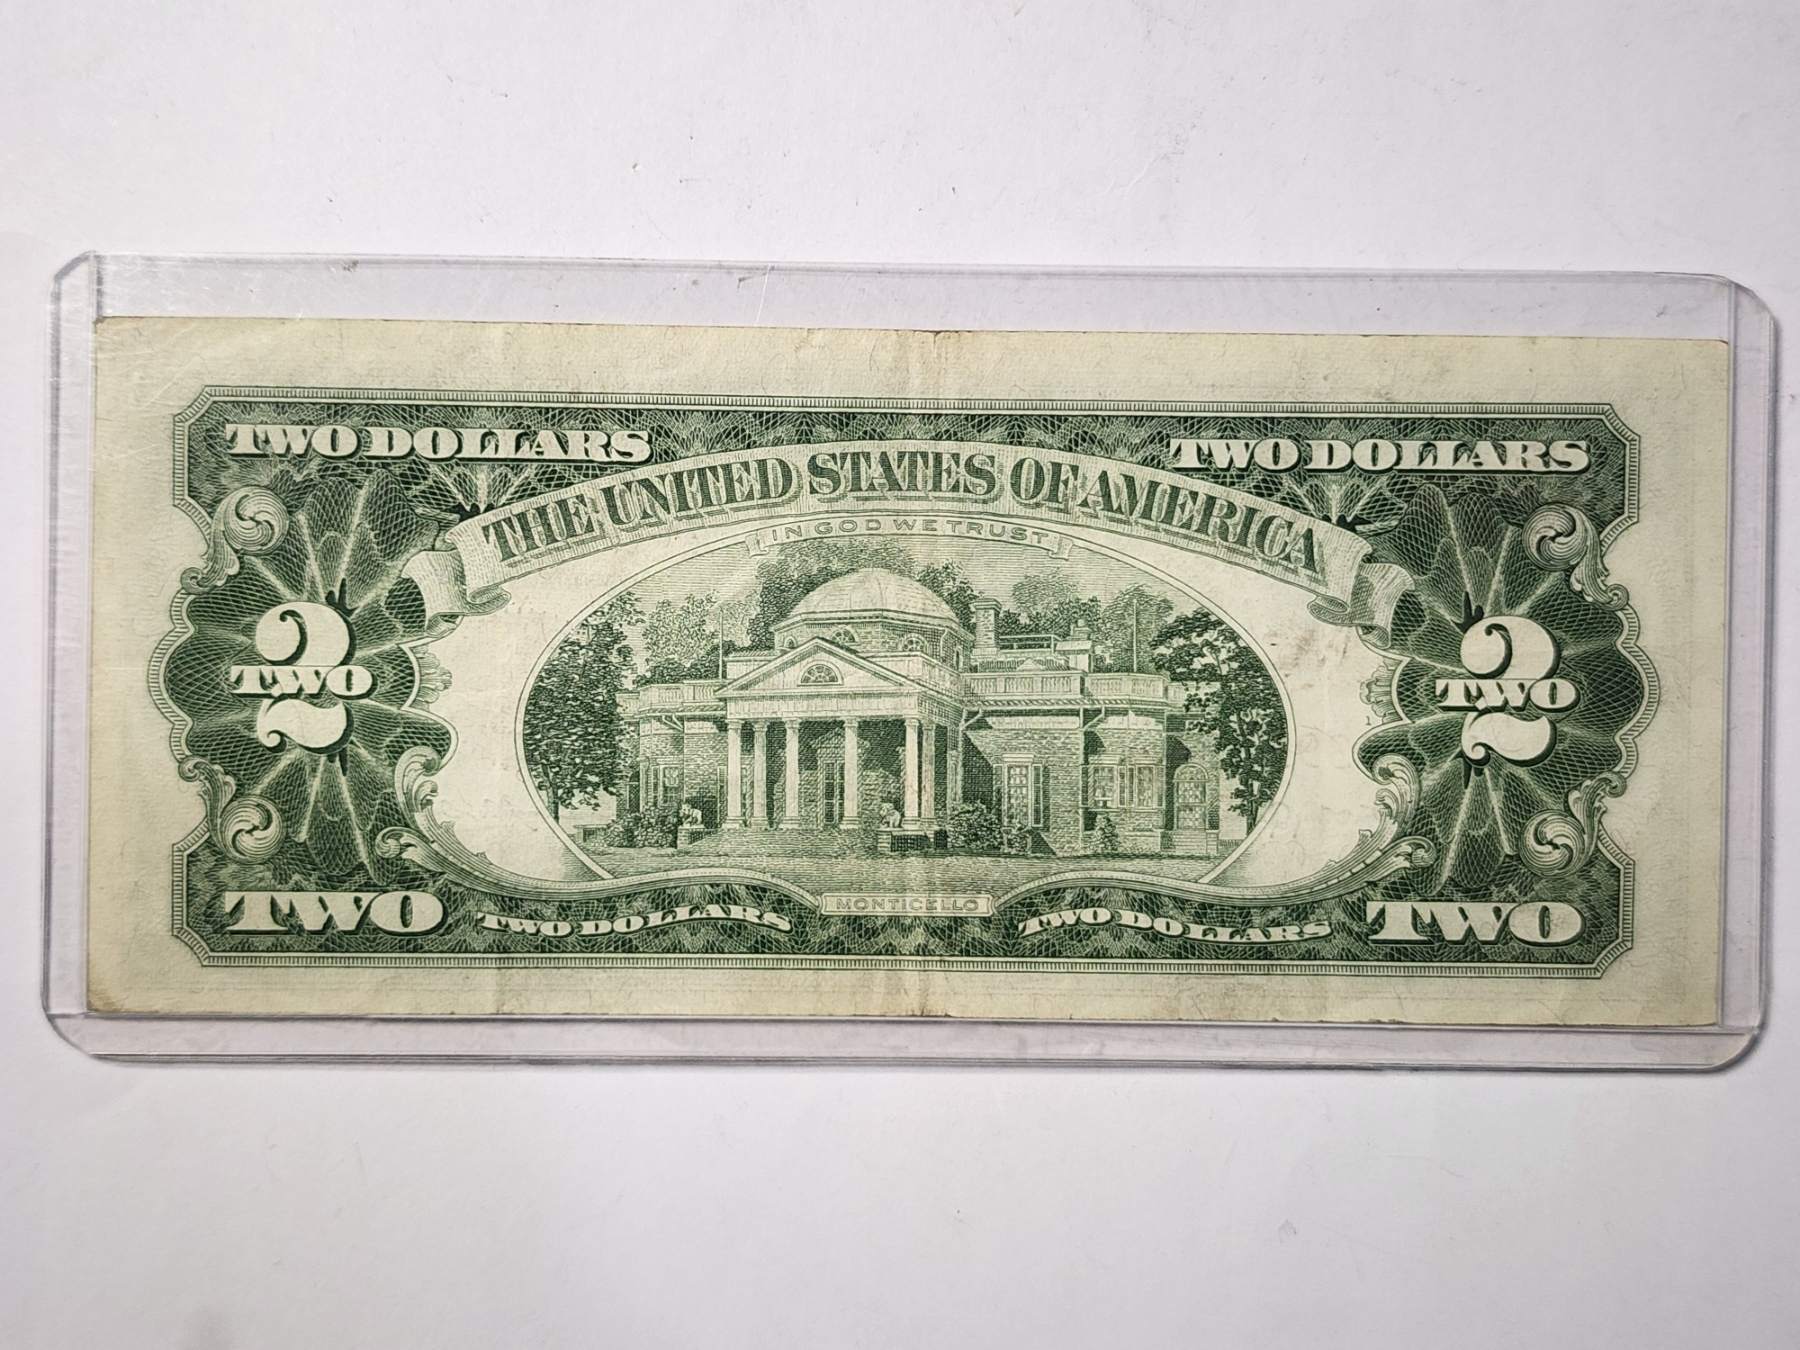 TWO DOLLARS TWO DOLLARS
THE UNITED STATES OF AMERICA
IN GOD WE TRUST
2 2
TWO TWO
1
MONTICELLO
TWO TWO DOLLARS TWO DOLLARS TWO